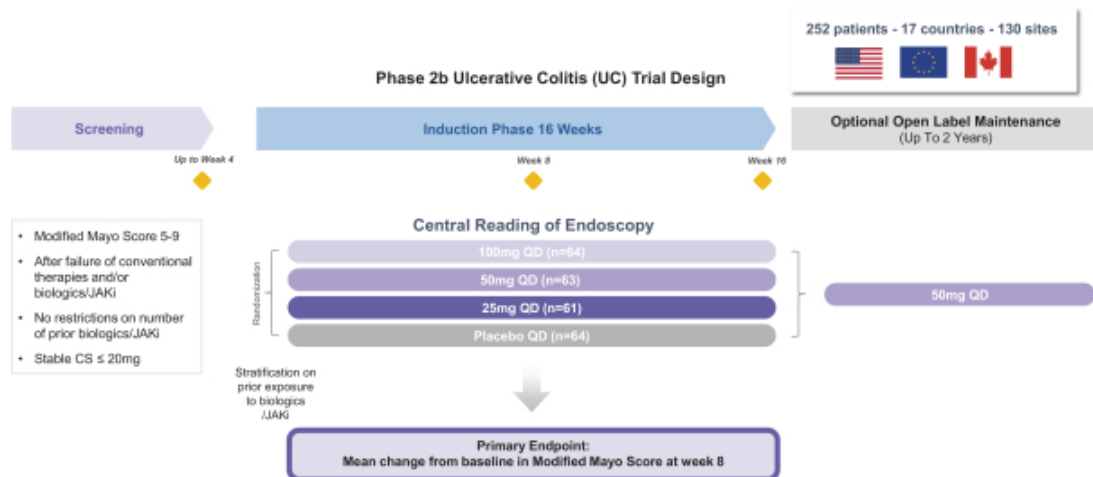 252 patients - 17 countries - 130 sites
Phase 2b Ulcerative Colitis (UC) Trial Design
Screening
Induction Phase 16 Weeks
Optional Open Label Maintenance
(Up To 2 Years)
Up to Week 4
Week 8
Week 16
• Modified Mayo Score 5-9
• After failure of conventional
therapies and/or
biologics/JAKi
• No restrictions on number
of prior biologics/JAKi
• Stable CS ≤ 20mg
Central Reading of Endoscopy
Randomization
100mg QD (n=64)
50mg QD (n=63)
25mg QD (n=61)
Placebo QD (n=64)
50mg QD
Stratification on
prior exposure
to biologics
/JAKi
Primary Endpoint:
Mean change from baseline in Modified Mayo Score at week 8